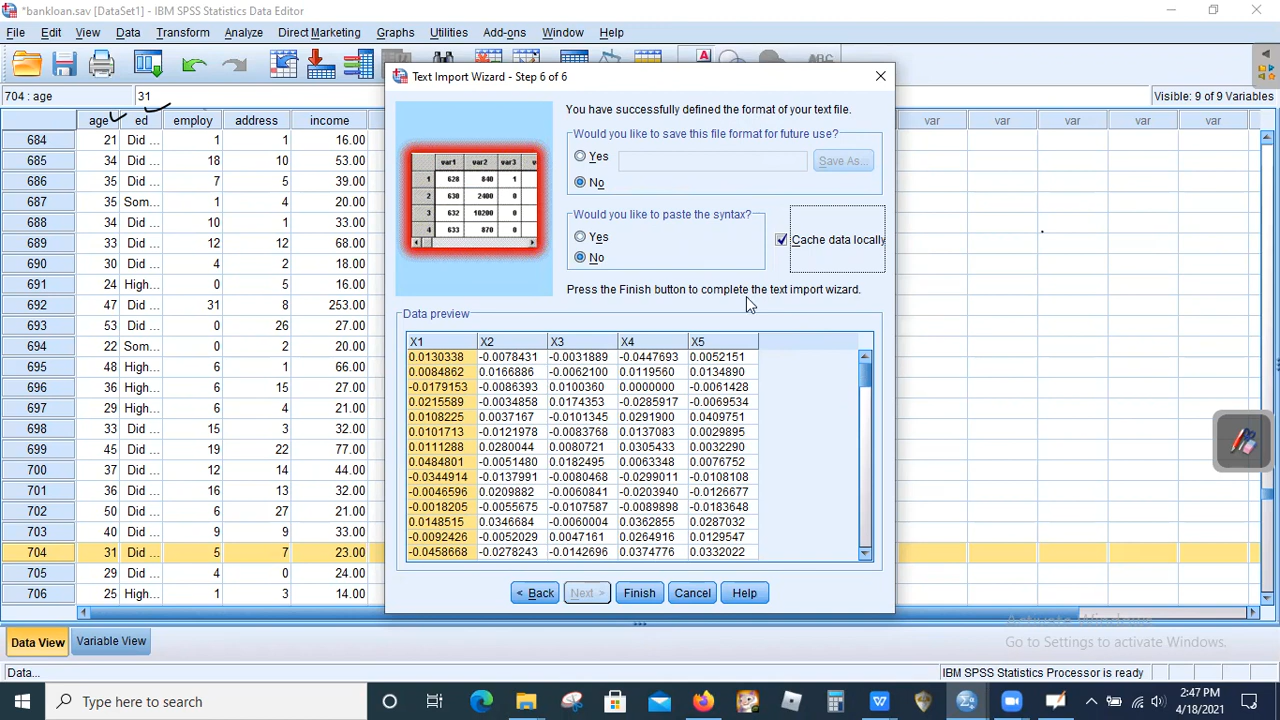 *bankloan.sav [DataSet1] - IBM SPSS Statistics Data Editor
File Edit View Data Transform Analyze Direct Marketing Graphs Utilities Add-ons Window Help
704 : age 31 Visible: 9 of 9 Variables
age ed employ address income var var var var var
684 21 Did ... 1 1 16.00
685 34 Did ... 18 10 53.00
686 35 Did ... 7 5 39.00
687 35 Som... 1 4 20.00
688 34 Did ... 10 1 33.00
689 33 Did ... 12 12 68.00
690 30 Did ... 4 2 18.00
691 24 High... 0 5 16.00
692 47 Did ... 31 8 253.00
693 53 Did ... 0 26 27.00
694 22 Som... 0 2 20.00
695 48 High... 6 1 66.00
696 36 High... 6 15 27.00
697 29 High... 6 4 21.00
698 33 Did ... 15 3 32.00
699 45 Did ... 19 22 77.00
700 37 Did ... 12 14 44.00
701 36 Did ... 16 13 32.00
702 50 Did ... 6 27 21.00
703 40 Did ... 9 9 33.00
704 31 Did ... 5 7 23.00
705 29 Did ... 4 0 24.00
706 25 High... 1 3 14.00
Text Import Wizard - Step 6 of 6
You have successfully defined the format of your text file.
Would you like to save this file format for future use?
Yes Save As...
No
Would you like to paste the syntax?
Yes Cache data locally
No
Press the Finish button to complete the text import wizard.
var1 var2 var3 v
1 628 840 1
2 630 2400 0
3 632 10200 0
4 633 870 0
Data preview
X1 X2 X3 X4 X5
0.0130338 -0.0078431 -0.0031889 -0.0447693 0.0052151
0.0084862 0.0166886 -0.0062100 0.0119560 0.0134890
-0.0179153 -0.0086393 0.0100360 0.0000000 -0.0061428
0.0215589 -0.0034858 0.0174353 -0.0285917 -0.0069534
0.0108225 0.0037167 -0.0101345 0.0291900 0.0409751
0.0101713 -0.0121978 -0.0083768 0.0137083 0.0029895
0.0111288 0.0280044 0.0080721 0.0305433 0.0032290
0.0484801 -0.0051480 0.0182495 0.0063348 0.0076752
-0.0344914 -0.0137991 -0.0080468 -0.0299011 -0.0108108
-0.0046596 0.0209882 -0.0060841 -0.0203940 -0.0126677
-0.0018205 -0.0055675 -0.0107587 -0.0089898 -0.0183648
0.0148515 0.0346684 -0.0060004 0.0362855 0.0287032
-0.0092426 -0.0052029 0.0047161 0.0264916 0.0129547
-0.0458668 -0.0278243 -0.0142696 0.0374776 0.0332022
< Back Next > Finish Cancel Help
Data View Variable View
Activate Windows
Go to Settings to activate Windows.
Data... IBM SPSS Statistics Processor is ready
Type here to search
2:47 PM
4/18/2021